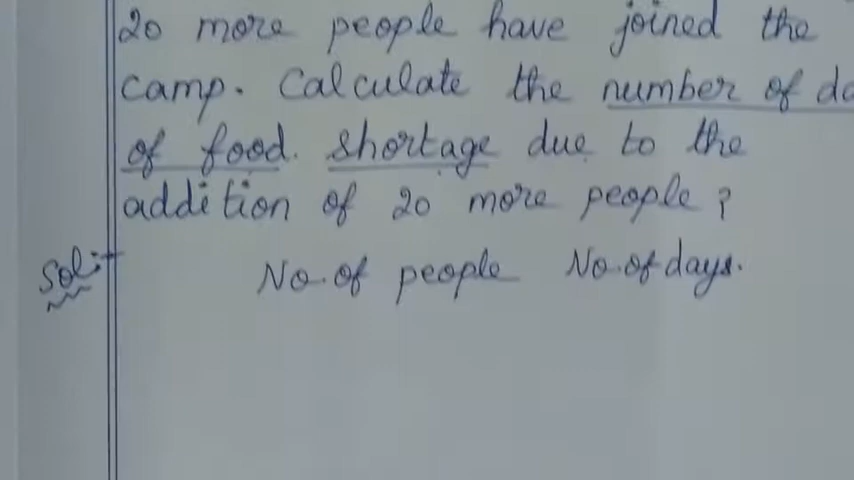 20 more people have joined the
camp. Calculate the number of
of food. shortage due to the
addition of 20 more people?
Sol:-
No. of people No. of days.